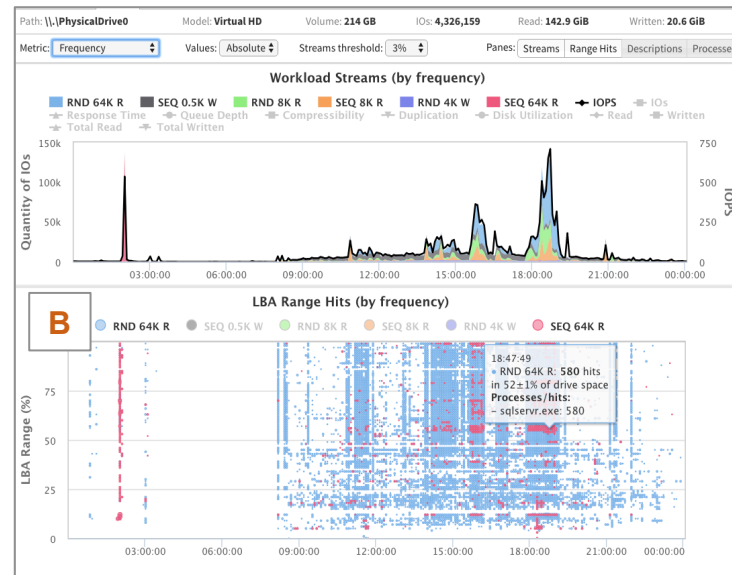 Path: \\.\PhysicalDrive0 Model: Virtual HD Volume: 214 GB IOs: 4,326,159 Read: 142.9 GiB Written: 20.6 GiB
Metric: Frequency Values: Absolute Streams threshold: 3% Panes: Streams Range Hits Descriptions Processe
Workload Streams (by frequency)
RND 64K R SEQ 0.5K W RND 8K R SEQ 8K R RND 4K W SEQ 64K R IOPS IOs
Response Time Queue Depth Compressibility Duplication Disk Utilization Read Written
Total Read Total Written
Quantity of IOs
150k
100k
50k
0
750
500
250
0
IOPS
03:00:00 06:00:00 09:00:00 12:00:00 15:00:00 18:00:00 21:00:00 00:00:00
B
LBA Range Hits (by frequency)
RND 64K R SEQ 0.5K W RND 8K R SEQ 8K R RND 4K W SEQ 64K R
LBA Range (%)
75
50
25
0
18:47:49
• RND 64K R: 580 hits
in 52±1% of drive space
Processes/hits:
– sqlservr.exe: 580
03:00:00 06:00:00 09:00:00 12:00:00 15:00:00 18:00:00 21:00:00 00:00:00